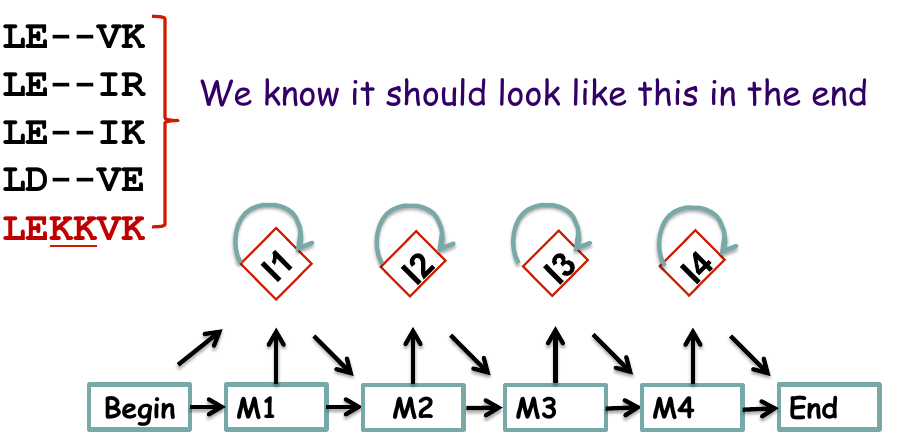 LE--VK
LE--IR
LE--IK
LD--VE
LEKKVK
We know it should look like this in the end
I1 I2 I3 I4
Begin M1 M2 M3 M4 End